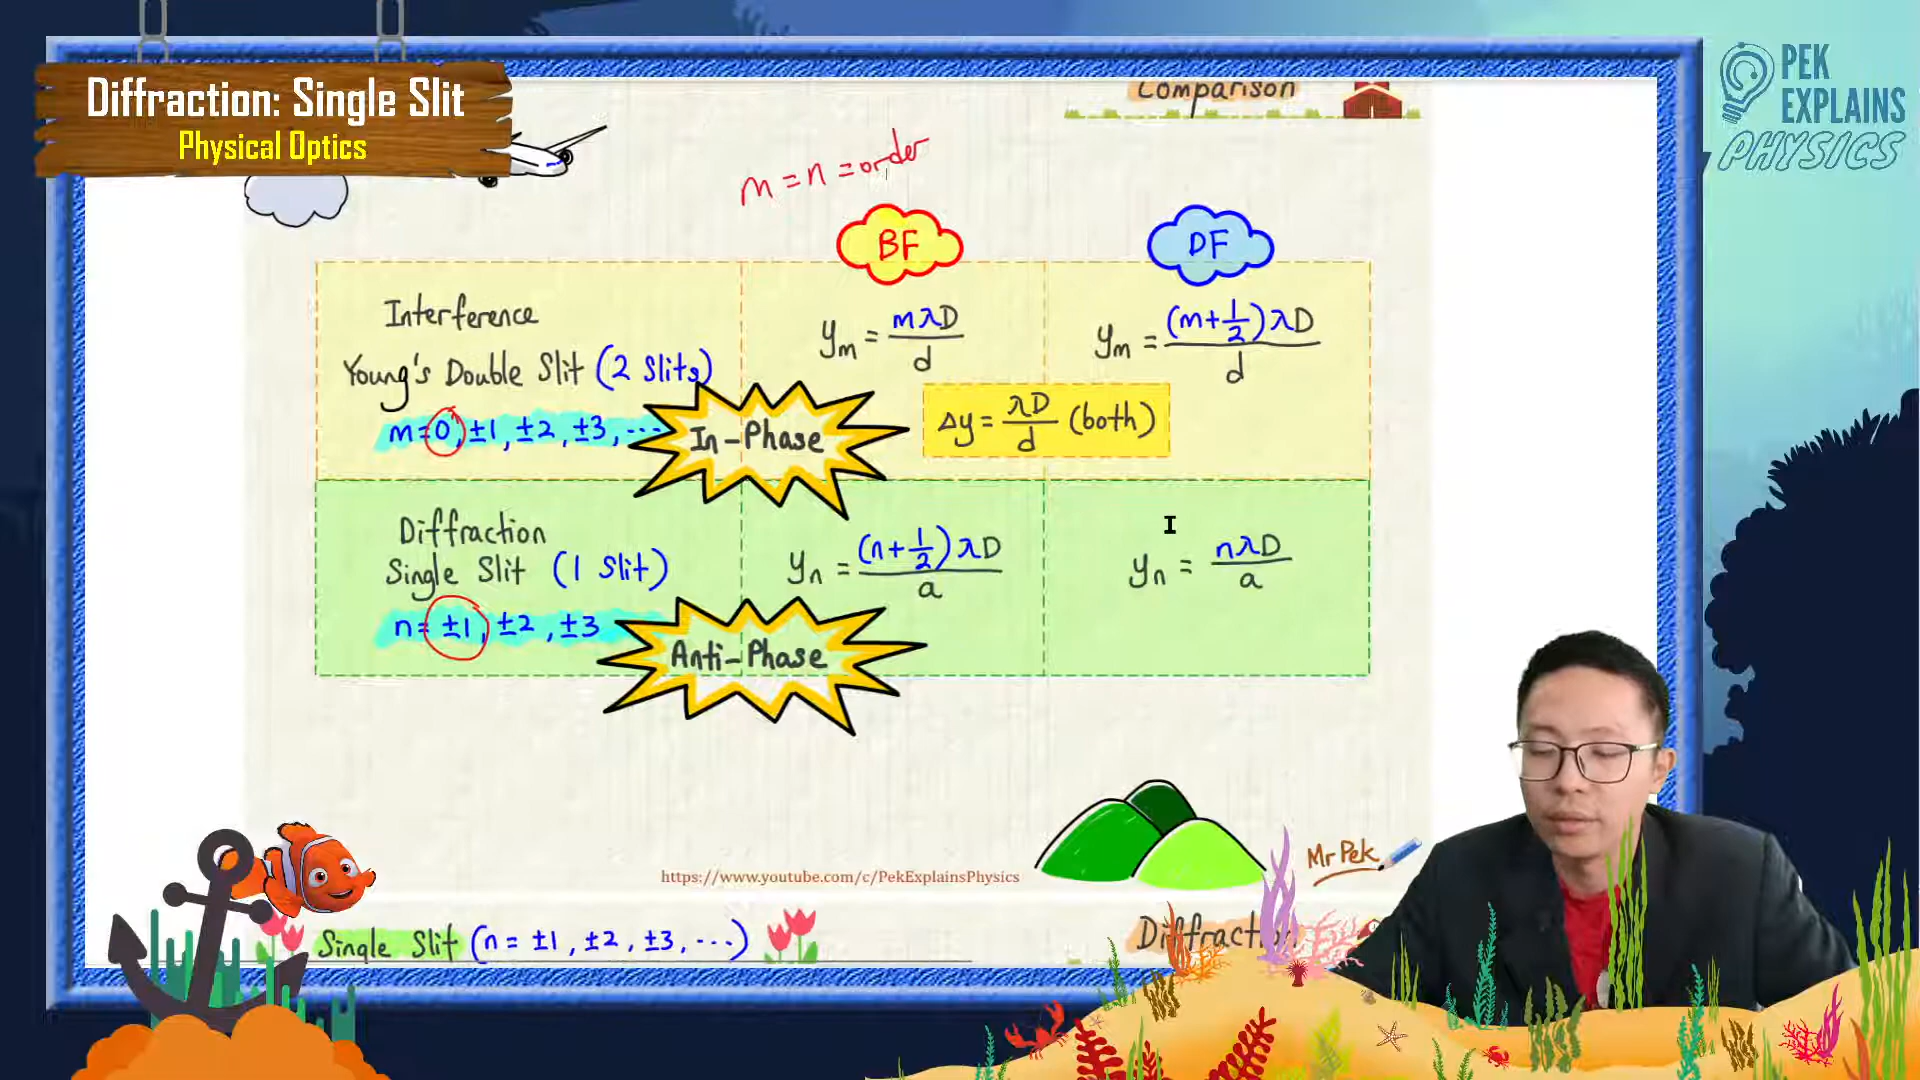 Diffraction: Single Slit
Physical Optics
PEK
EXPLAINS
PHYSICS
Comparison
m = n = order
BF
DF
Interference
Young's Double Slit (2 Slits)
m = 0, ±1, ±2, ±3, ...
In-Phase
yₘ = mλD/d
yₘ = (m+1/2)λD/d
Δy = λD/d (both)
Diffraction
Single Slit (1 Slit)
n = ±1, ±2, ±3
Anti-Phase
yₙ = (n+1/2)λD/a
yₙ = nλD/a
Mr Pek
https://www.youtube.com/c/PekExplainsPhysics
Single Slit (n = ±1, ±2, ±3, ...)
Diffraction